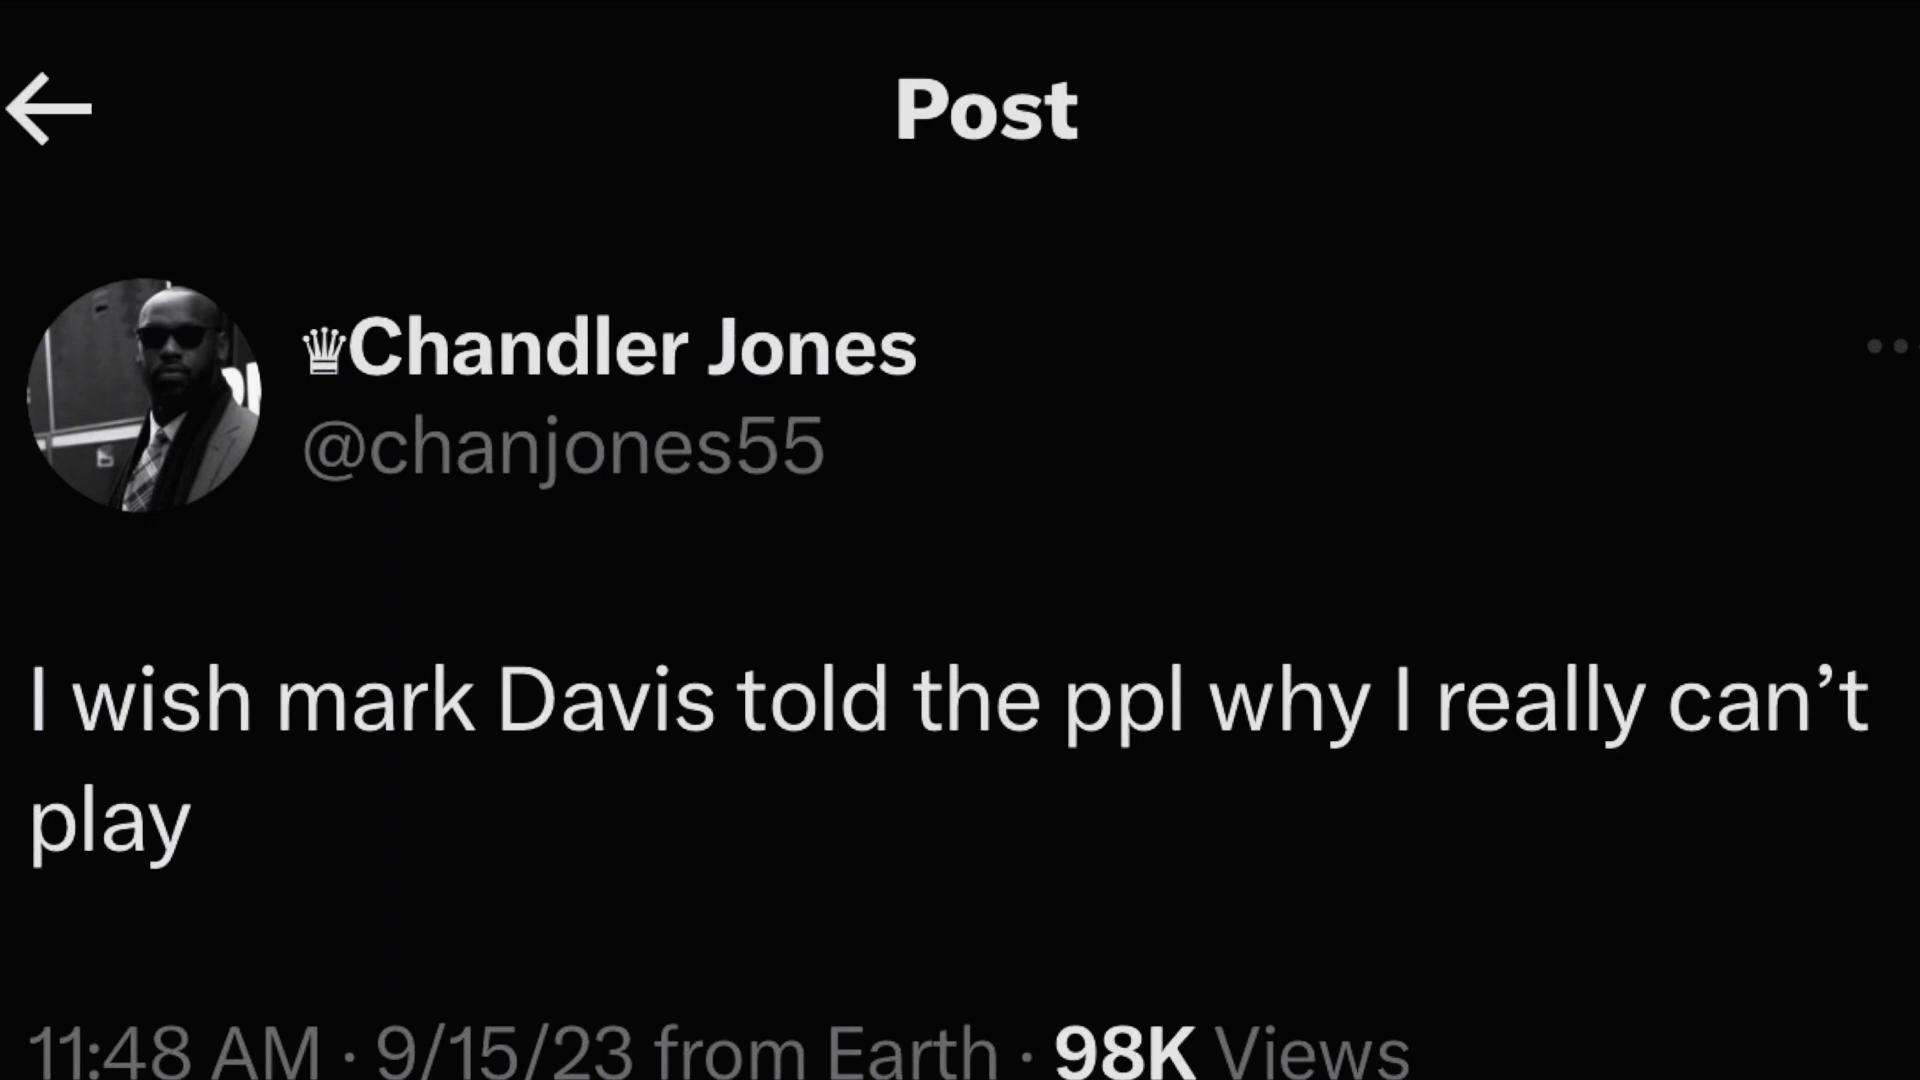 Post
♛Chandler Jones
@chanjones55
I wish mark Davis told the ppl why I really can’t
play
11:48 AM · 9/15/23 from Earth · 98K Views